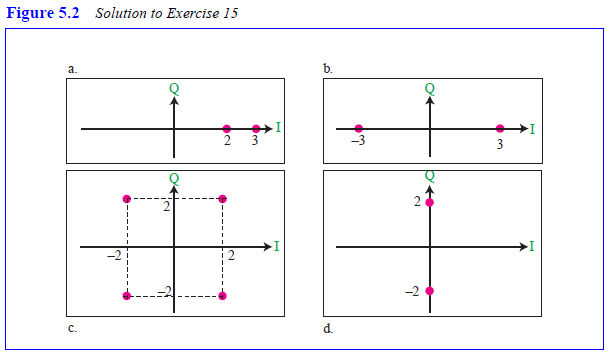 Figure 5.2 Solution to Exercise 15
a.
b.
Q
Q
I
I
2 3
–3
3
Q
Q
2
2
I
I
–2
2
–2
–2
c.
d.